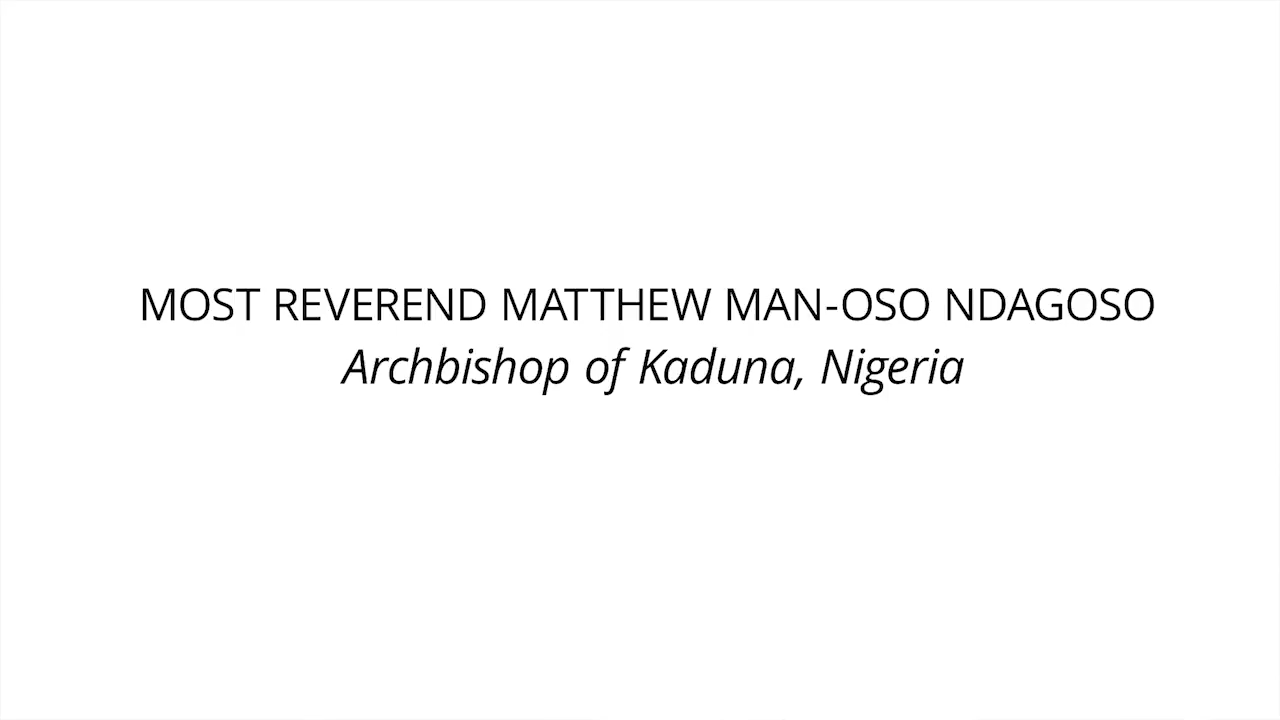 MOST REVEREND MATTHEW MAN-OSO NDAGOSO
Archbishop of Kaduna, Nigeria